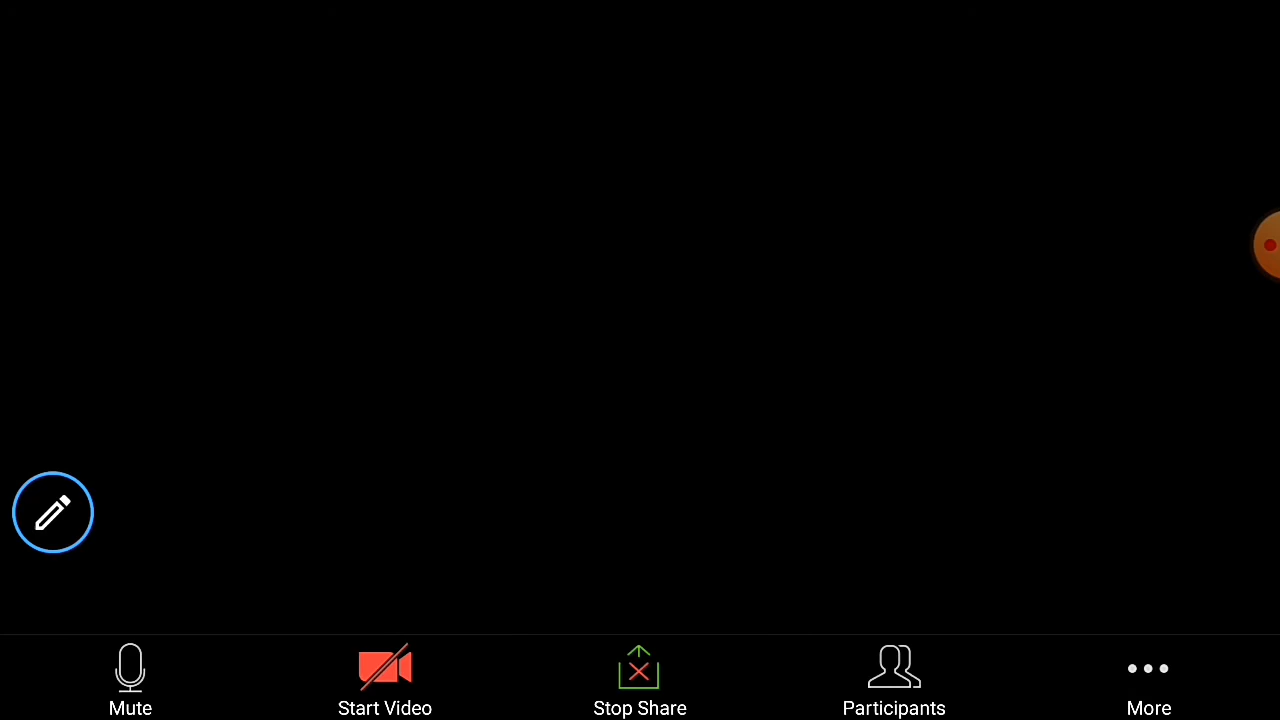 Mute
Start Video
Stop Share
Participants
More